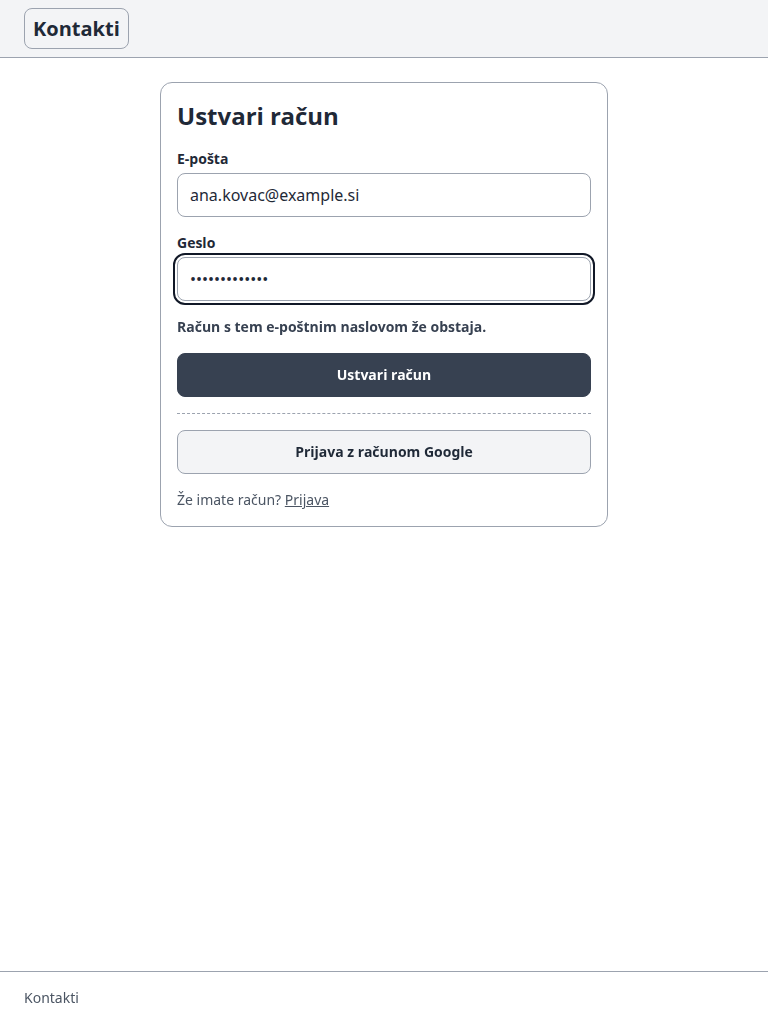 Kontakti
Ustvari račun
E-pošta
ana.kovac@example.si
Geslo
•••••••••••••
Račun s tem e-poštnim naslovom že obstaja.
Ustvari račun
Prijava z računom Google
Že imate račun? Prijava
Kontakti